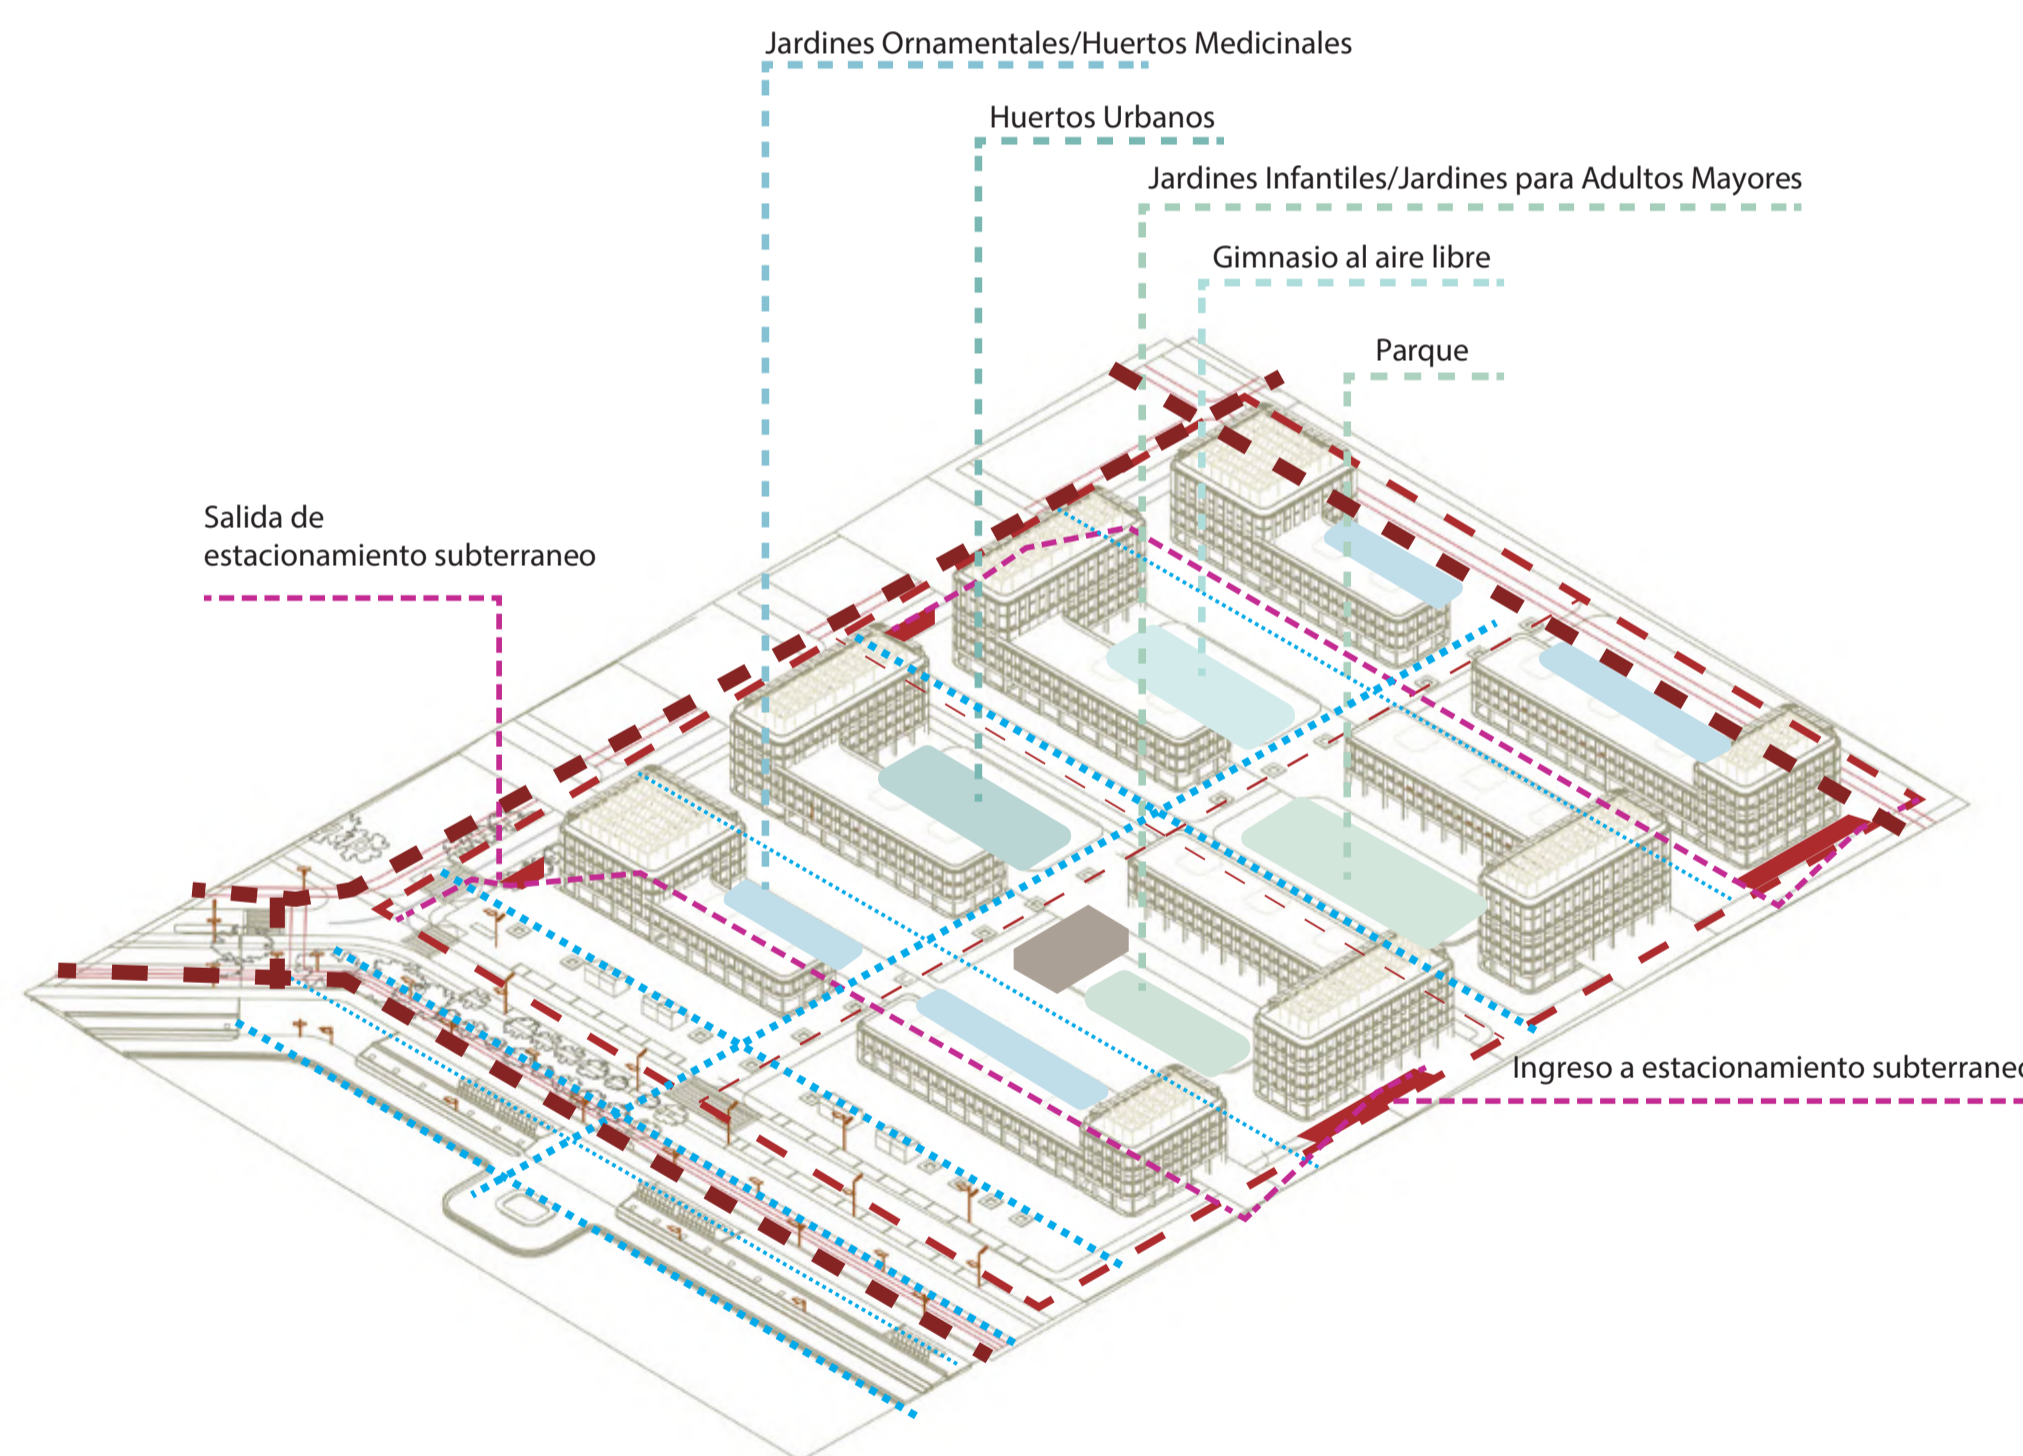 Jardines Ornamentales/Huertos Medicinales
Huertos Urbanos
Jardines Infantiles/Jardines para Adultos Mayores
Gimnasio al aire libre
Parque
Salida de
estacionamiento subterraneo
Ingreso a estacionamiento subterraneo